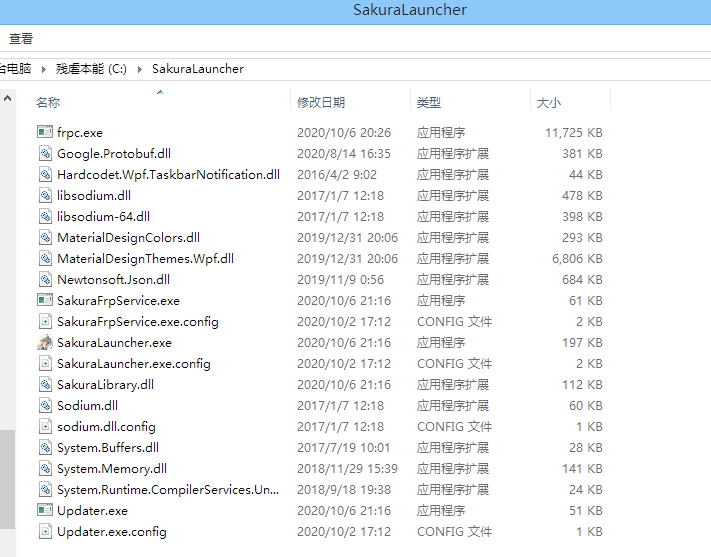 SakuraLauncher
查看
台电脑 残虐本能 (C:) SakuraLauncher
名称 修改日期 类型 大小
frpc.exe 2020/10/6 20:26 应用程序 11,725 KB
Google.Protobuf.dll 2020/8/14 16:35 应用程序扩展 381 KB
Hardcodet.Wpf.TaskbarNotification.dll 2016/4/2 9:02 应用程序扩展 44 KB
libsodium.dll 2017/1/7 12:18 应用程序扩展 478 KB
libsodium-64.dll 2017/1/7 12:18 应用程序扩展 398 KB
MaterialDesignColors.dll 2019/12/31 20:06 应用程序扩展 293 KB
MaterialDesignThemes.Wpf.dll 2019/12/31 20:06 应用程序扩展 6,806 KB
Newtonsoft.Json.dll 2019/11/9 0:56 应用程序扩展 684 KB
SakuraFrpService.exe 2020/10/6 21:16 应用程序 61 KB
SakuraFrpService.exe.config 2020/10/2 17:12 CONFIG 文件 2 KB
SakuraLauncher.exe 2020/10/6 21:16 应用程序 197 KB
SakuraLauncher.exe.config 2020/10/2 17:12 CONFIG 文件 2 KB
SakuraLibrary.dll 2020/10/6 21:16 应用程序扩展 112 KB
Sodium.dll 2017/1/7 12:18 应用程序扩展 60 KB
sodium.dll.config 2017/1/7 12:18 CONFIG 文件 1 KB
System.Buffers.dll 2017/7/19 10:01 应用程序扩展 28 KB
System.Memory.dll 2018/11/29 15:39 应用程序扩展 141 KB
System.Runtime.CompilerServices.Un... 2018/9/18 19:38 应用程序扩展 24 KB
Updater.exe 2020/10/6 21:16 应用程序 51 KB
Updater.exe.config 2020/10/2 17:12 CONFIG 文件 1 KB